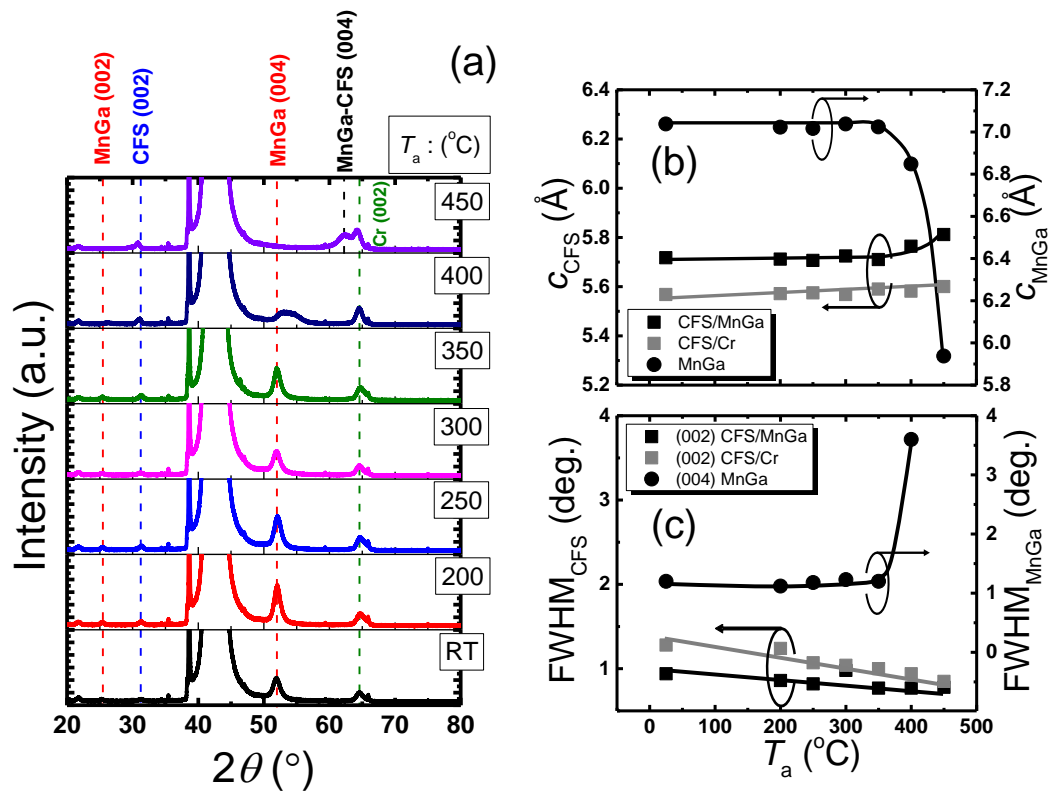 (a)
MnGa (002)
CFS (002)
MnGa (004)
MnGa-CFS (004)
Cr (002)
Ta : (°C)
450
400
350
300
250
200
RT
Intensity (a.u.)
20 30 40 50 60 70 80
2θ (°)
(b)
6.4
6.2
6.0
5.8
5.6
5.4
5.2
cCFS (Å)
7.2
7.0
6.8
6.6
6.4
6.2
6.0
5.8
cMnGa (Å)
CFS/MnGa
CFS/Cr
MnGa
(c)
4
3
2
1
FWHMCFS (deg.)
4
3
2
1
0
-1
FWHMMnGa (deg.)
(002) CFS/MnGa
(002) CFS/Cr
(004) MnGa
0 100 200 300 400 500
Ta (°C)